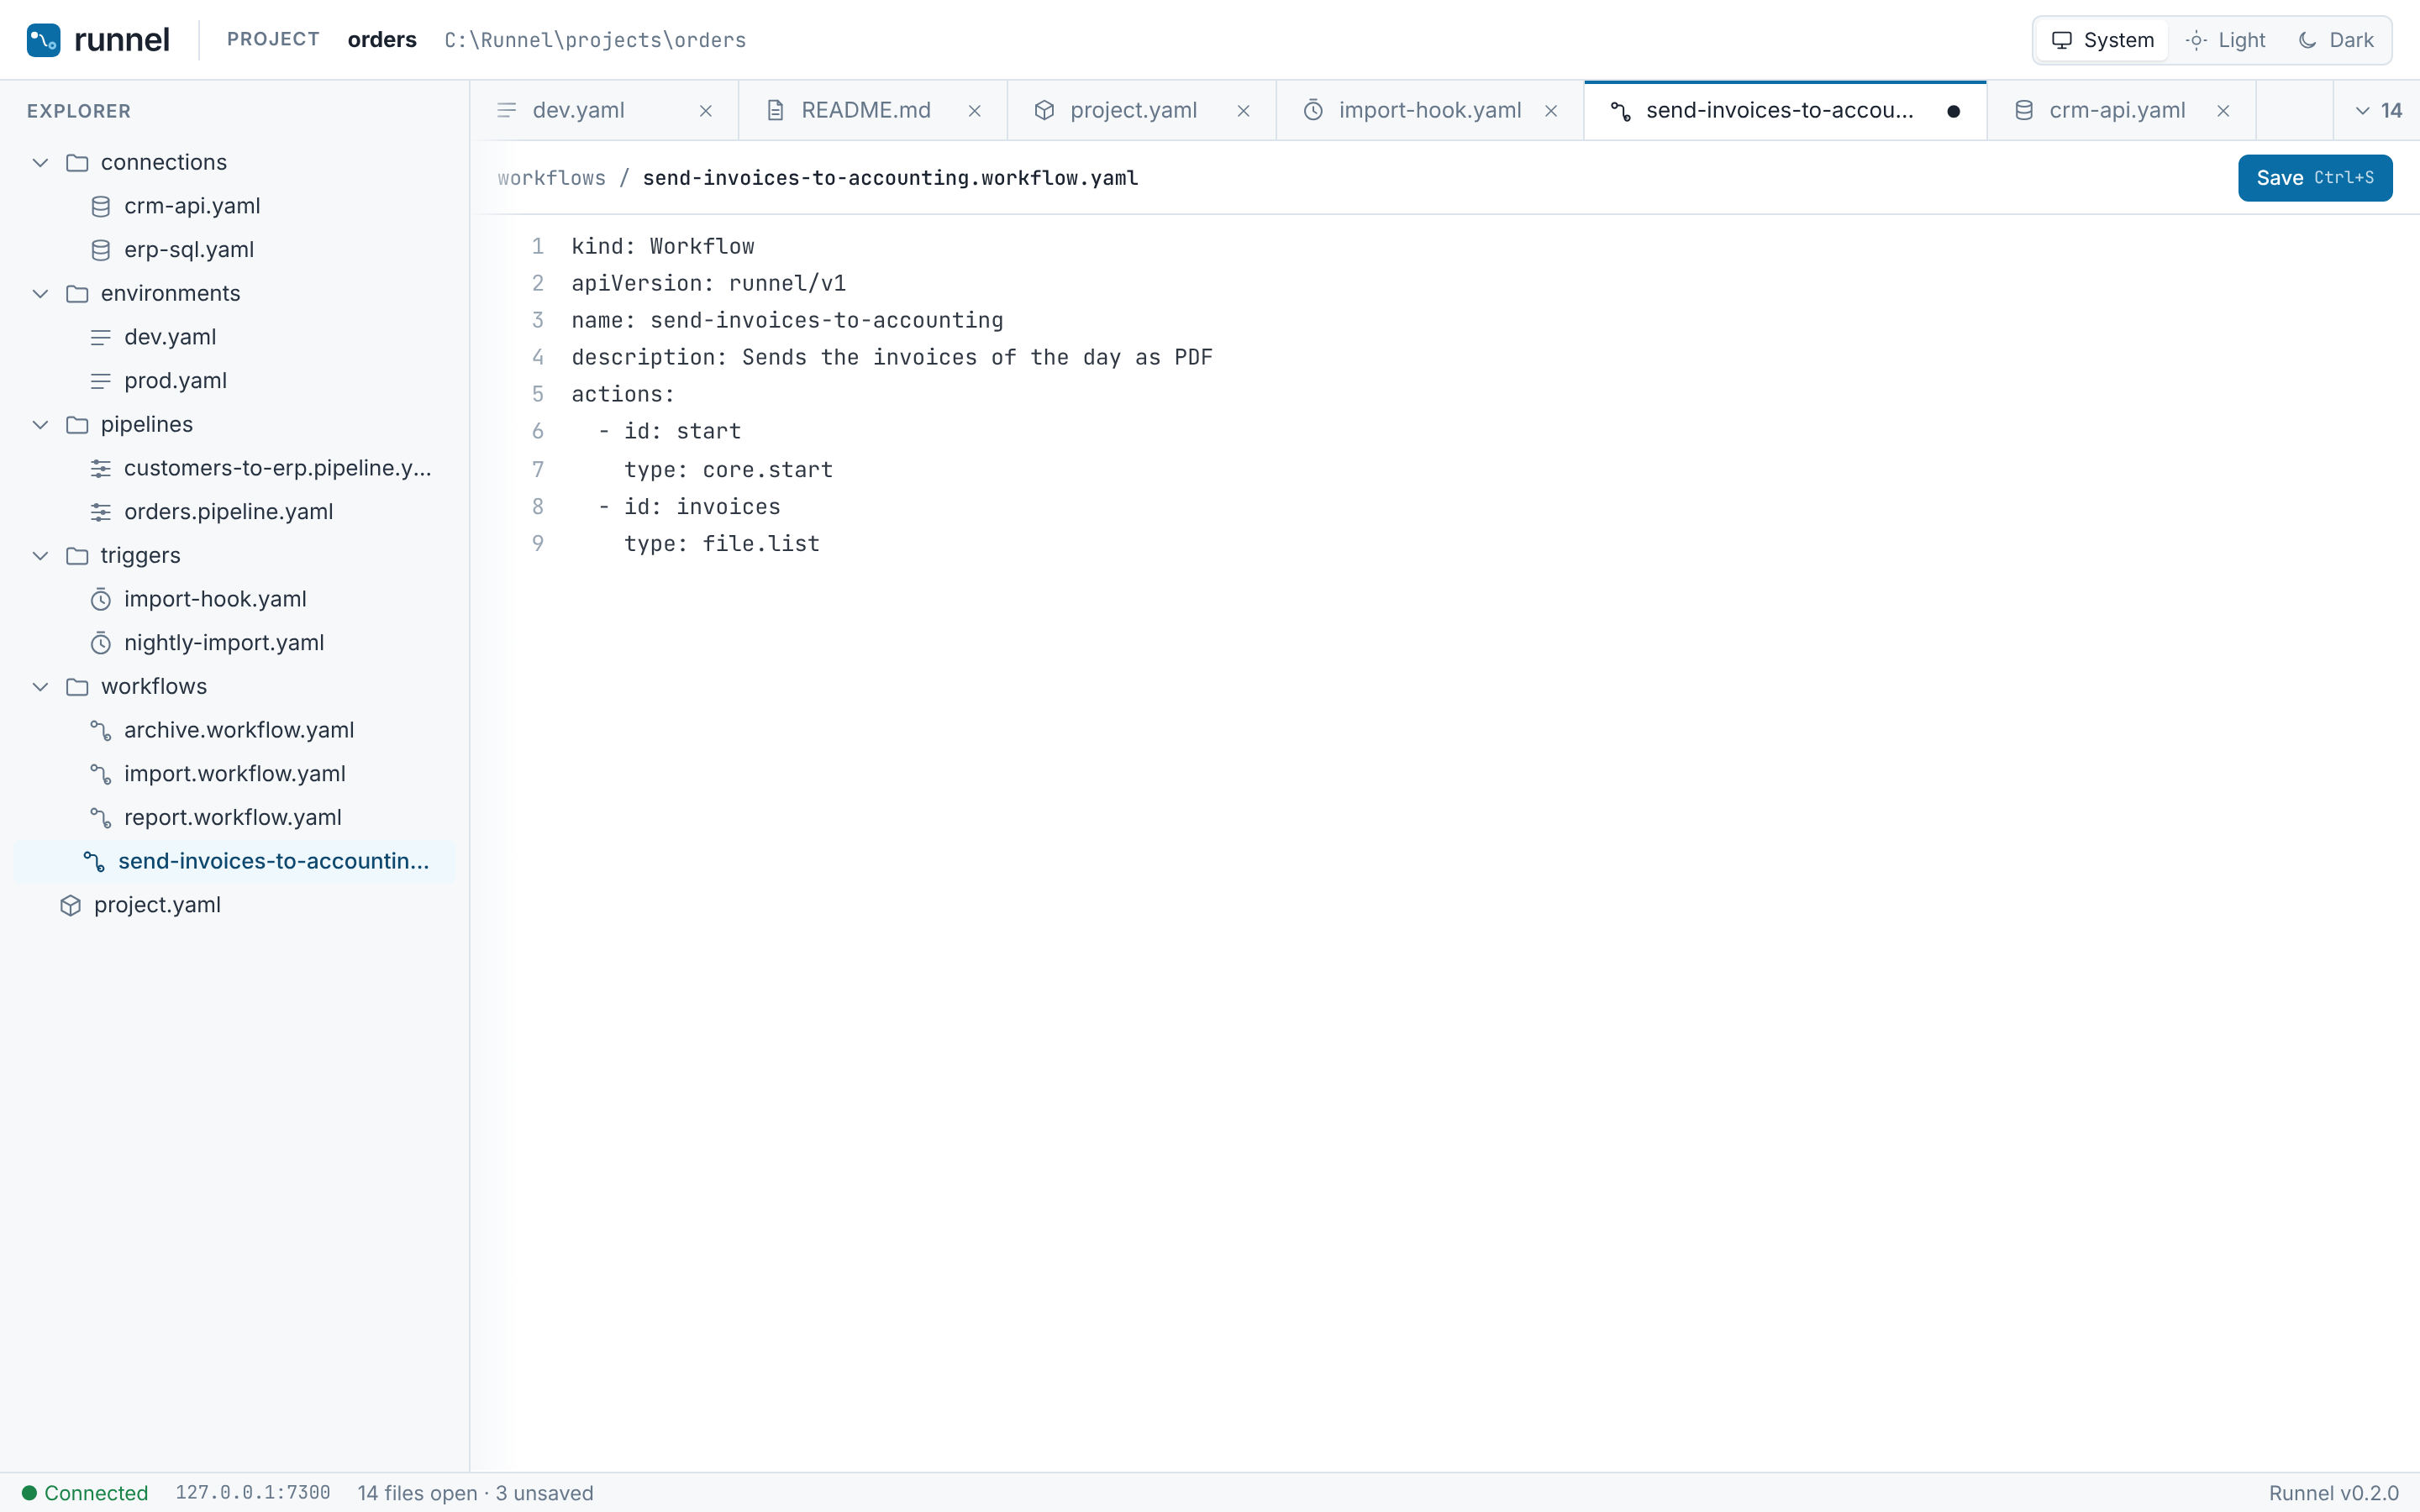 runnel PROJECT orders C:\Runnel\projects\orders System Light Dark
EXPLORER
connections
crm-api.yaml
erp-sql.yaml
environments
dev.yaml
prod.yaml
pipelines
customers-to-erp.pipeline.y...
orders.pipeline.yaml
triggers
import-hook.yaml
nightly-import.yaml
workflows
archive.workflow.yaml
import.workflow.yaml
report.workflow.yaml
send-invoices-to-accountin...
project.yaml
dev.yaml README.md project.yaml import-hook.yaml send-invoices-to-accou... crm-api.yaml 14
workflows / send-invoices-to-accounting.workflow.yaml Save Ctrl+S
1 kind: Workflow
2 apiVersion: runnel/v1
3 name: send-invoices-to-accounting
4 description: Sends the invoices of the day as PDF
5 actions:
6   - id: start
7     type: core.start
8   - id: invoices
9     type: file.list
Connected 127.0.0.1:7300 14 files open · 3 unsaved Runnel v0.2.0